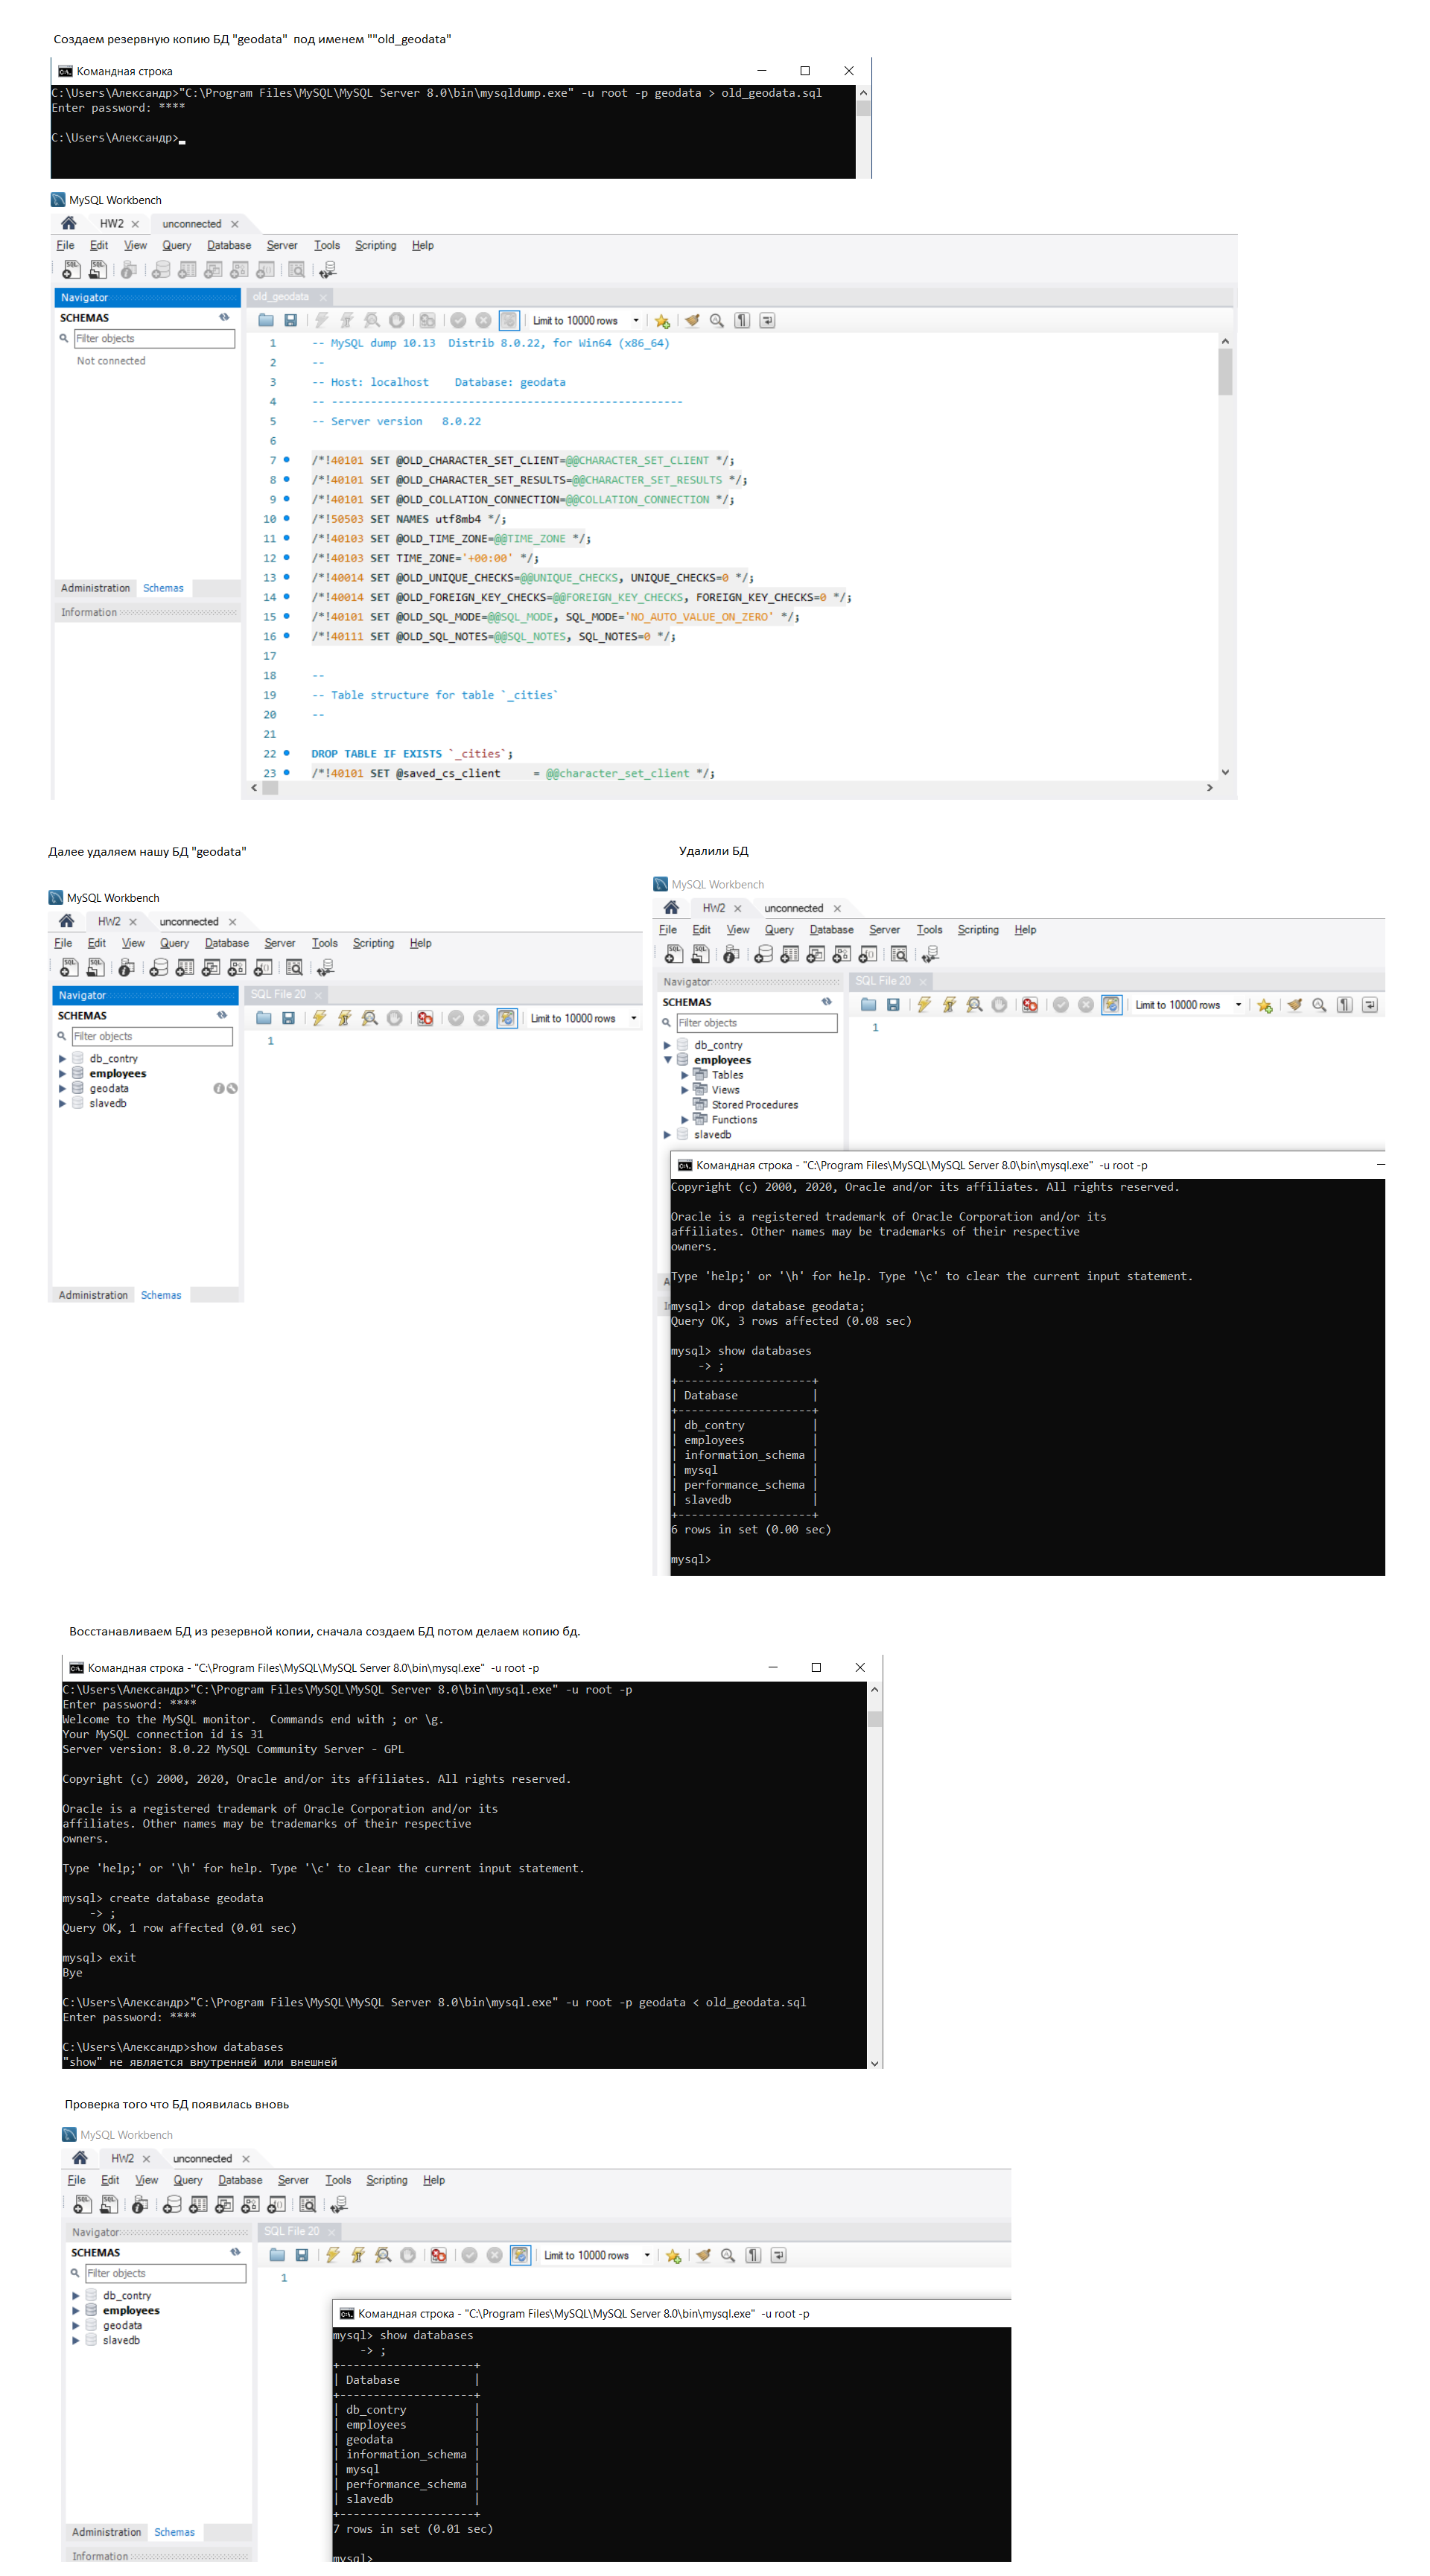 Создаем резервную копию БД "geodata"  под именем ""old_geodata"
Командная строка
C:\Users\Александр>"C:\Program Files\MySQL\MySQL Server 8.0\bin\mysqldump.exe" -u root -p geodata > old_geodata.sql
Enter password: ****
C:\Users\Александр>
MySQL Workbench
HW2 unconnected
File Edit View Query Database Server Tools Scripting Help
Navigator old_geodata
SCHEMAS Limit to 10000 rows
Filter objects
Not connected
1 -- MySQL dump 10.13  Distrib 8.0.22, for Win64 (x86_64)
2 --
3 -- Host: localhost    Database: geodata
4 -- ------------------------------------------------------
5 -- Server version   8.0.22
6
7 /*!40101 SET @OLD_CHARACTER_SET_CLIENT=@@CHARACTER_SET_CLIENT */;
8 /*!40101 SET @OLD_CHARACTER_SET_RESULTS=@@CHARACTER_SET_RESULTS */;
9 /*!40101 SET @OLD_COLLATION_CONNECTION=@@COLLATION_CONNECTION */;
10 /*!50503 SET NAMES utf8mb4 */;
11 /*!40103 SET @OLD_TIME_ZONE=@@TIME_ZONE */;
12 /*!40103 SET TIME_ZONE='+00:00' */;
13 /*!40014 SET @OLD_UNIQUE_CHECKS=@@UNIQUE_CHECKS, UNIQUE_CHECKS=0 */;
14 /*!40014 SET @OLD_FOREIGN_KEY_CHECKS=@@FOREIGN_KEY_CHECKS, FOREIGN_KEY_CHECKS=0 */;
15 /*!40101 SET @OLD_SQL_MODE=@@SQL_MODE, SQL_MODE='NO_AUTO_VALUE_ON_ZERO' */;
16 /*!40111 SET @OLD_SQL_NOTES=@@SQL_NOTES, SQL_NOTES=0 */;
17
18 --
19 -- Table structure for table `_cities`
20 --
21
22 DROP TABLE IF EXISTS `_cities`;
23 /*!40101 SET @saved_cs_client     = @@character_set_client */;
Administration Schemas
Information
Далее удаляем нашу БД "geodata"
MySQL Workbench
HW2 unconnected
File Edit View Query Database Server Tools Scripting Help
Navigator SQL File 20
SCHEMAS Limit to 10000 rows
Filter objects
1
db_contry
employees
geodata
slavedb
Administration Schemas
Удалили БД
MySQL Workbench
HW2 unconnected
File Edit View Query Database Server Tools Scripting Help
Navigator SQL File 20
SCHEMAS Limit to 10000 rows
Filter objects
1
db_contry
employees
Tables
Views
Stored Procedures
Functions
slavedb
Командная строка - "C:\Program Files\MySQL\MySQL Server 8.0\bin\mysql.exe"  -u root -p
Copyright (c) 2000, 2020, Oracle and/or its affiliates. All rights reserved.
Oracle is a registered trademark of Oracle Corporation and/or its
affiliates. Other names may be trademarks of their respective
owners.
Type 'help;' or '\h' for help. Type '\c' to clear the current input statement.
mysql> drop database geodata;
Query OK, 3 rows affected (0.08 sec)
mysql> show databases
    -> ;
+--------------------+
| Database           |
+--------------------+
| db_contry          |
| employees          |
| information_schema |
| mysql              |
| performance_schema |
| slavedb            |
+--------------------+
6 rows in set (0.00 sec)
mysql>
Восстанавливаем БД из резервной копии, сначала создаем БД потом делаем копию бд.
Командная строка - "C:\Program Files\MySQL\MySQL Server 8.0\bin\mysql.exe"  -u root -p
C:\Users\Александр>"C:\Program Files\MySQL\MySQL Server 8.0\bin\mysql.exe" -u root -p
Enter password: ****
Welcome to the MySQL monitor.  Commands end with ; or \g.
Your MySQL connection id is 31
Server version: 8.0.22 MySQL Community Server - GPL
Copyright (c) 2000, 2020, Oracle and/or its affiliates. All rights reserved.
Oracle is a registered trademark of Oracle Corporation and/or its
affiliates. Other names may be trademarks of their respective
owners.
Type 'help;' or '\h' for help. Type '\c' to clear the current input statement.
mysql> create database geodata
    -> ;
Query OK, 1 row affected (0.01 sec)
mysql> exit
Bye
C:\Users\Александр>"C:\Program Files\MySQL\MySQL Server 8.0\bin\mysql.exe" -u root -p geodata < old_geodata.sql
Enter password: ****
C:\Users\Александр>show databases
"show" не является внутренней или внешней
Проверка того что БД появилась вновь
MySQL Workbench
HW2 unconnected
File Edit View Query Database Server Tools Scripting Help
Navigator SQL File 20
SCHEMAS Limit to 10000 rows
Filter objects
1
db_contry
employees
geodata
slavedb
Administration Schemas
Information
Командная строка - "C:\Program Files\MySQL\MySQL Server 8.0\bin\mysql.exe"  -u root -p
mysql> show databases
    -> ;
+--------------------+
| Database           |
+--------------------+
| db_contry          |
| employees          |
| geodata            |
| information_schema |
| mysql              |
| performance_schema |
| slavedb            |
+--------------------+
7 rows in set (0.01 sec)
mysql>